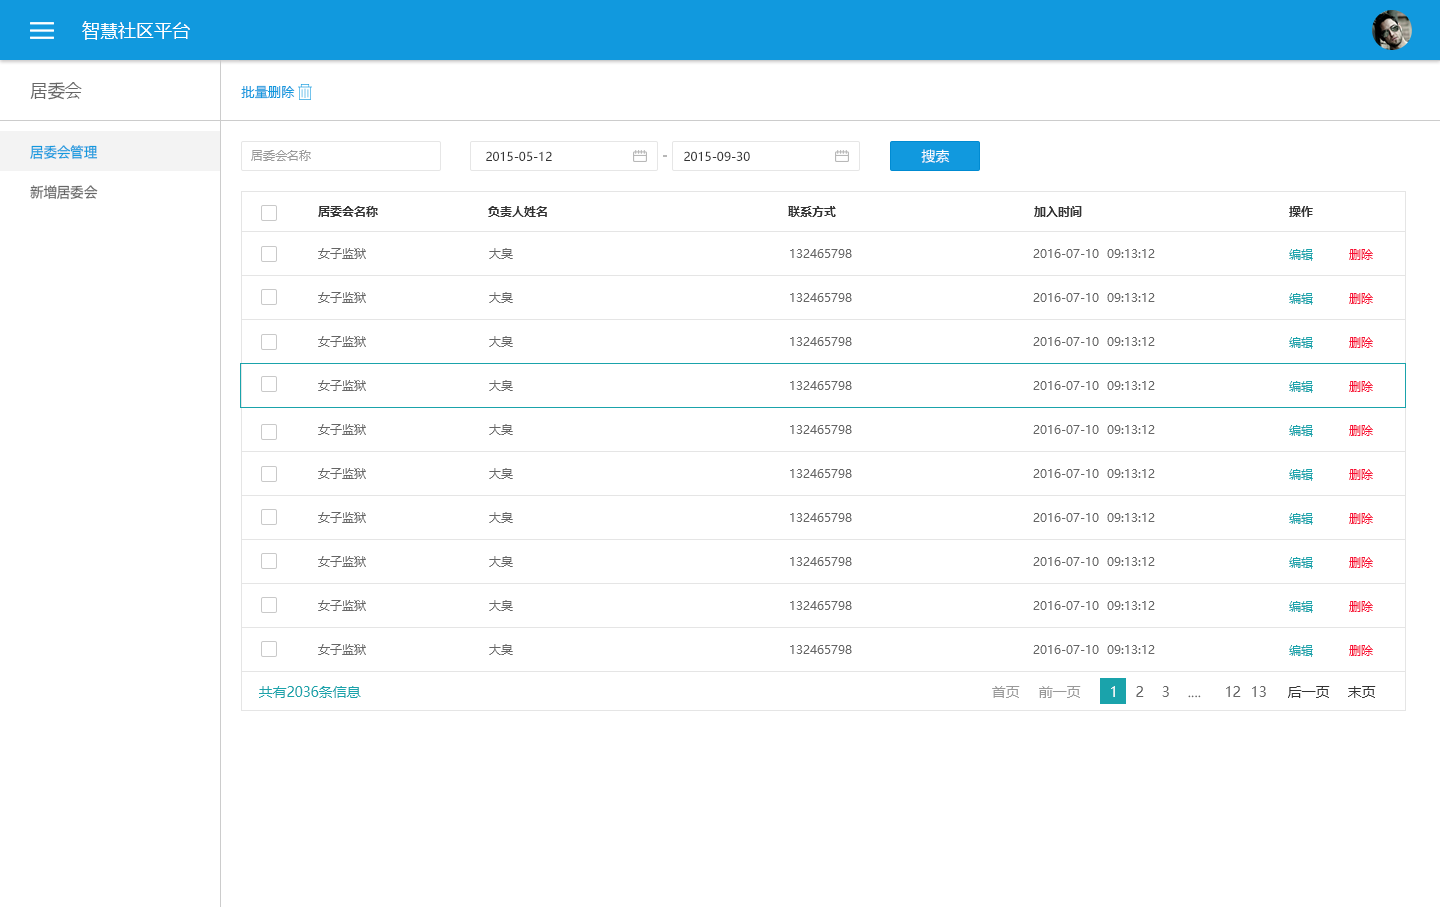 智慧社区平台
居委会
批量删除
居委会管理
新增居委会
居委会名称 2015-05-12 - 2015-09-30 搜索
居委会名称 负责人姓名 联系方式 加入时间 操作
女子监狱 大臭 132465798 2016-07-10 09:13:12 编辑 删除
女子监狱 大臭 132465798 2016-07-10 09:13:12 编辑 删除
女子监狱 大臭 132465798 2016-07-10 09:13:12 编辑 删除
女子监狱 大臭 132465798 2016-07-10 09:13:12 编辑 删除
女子监狱 大臭 132465798 2016-07-10 09:13:12 编辑 删除
女子监狱 大臭 132465798 2016-07-10 09:13:12 编辑 删除
女子监狱 大臭 132465798 2016-07-10 09:13:12 编辑 删除
女子监狱 大臭 132465798 2016-07-10 09:13:12 编辑 删除
女子监狱 大臭 132465798 2016-07-10 09:13:12 编辑 删除
女子监狱 大臭 132465798 2016-07-10 09:13:12 编辑 删除
共有2036条信息 首页 前一页 1 2 3 .... 12 13 后一页 末页